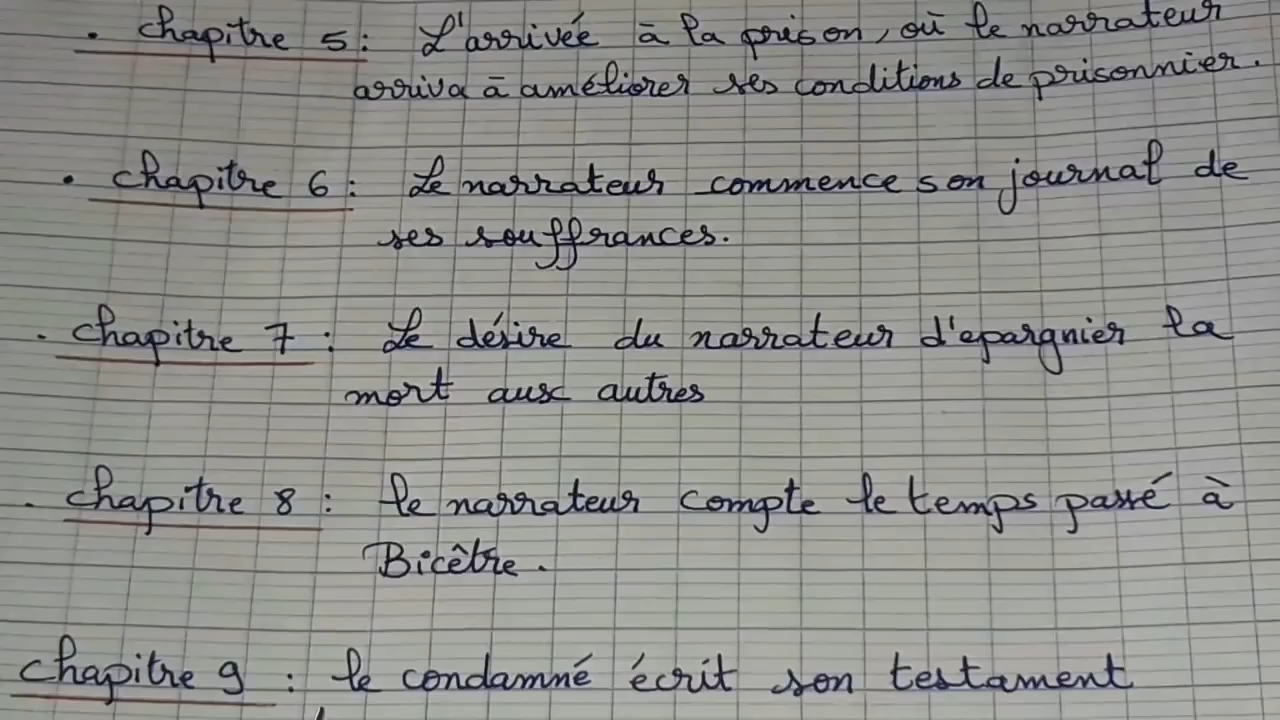 . Chapitre 5 : L'arrivée à la prison, où le narrateur
arriva à améliorer ses conditions de prisonnier.
. Chapitre 6 : Le narrateur commence son journal de
ses souffrances.
. Chapitre 7 : Le désire du narrateur d'epargnier la
mort aux autres
. Chapitre 8 : le narrateur compte le temps passé à
Bicêtre.
Chapitre 9 : le condamné écrit son testament